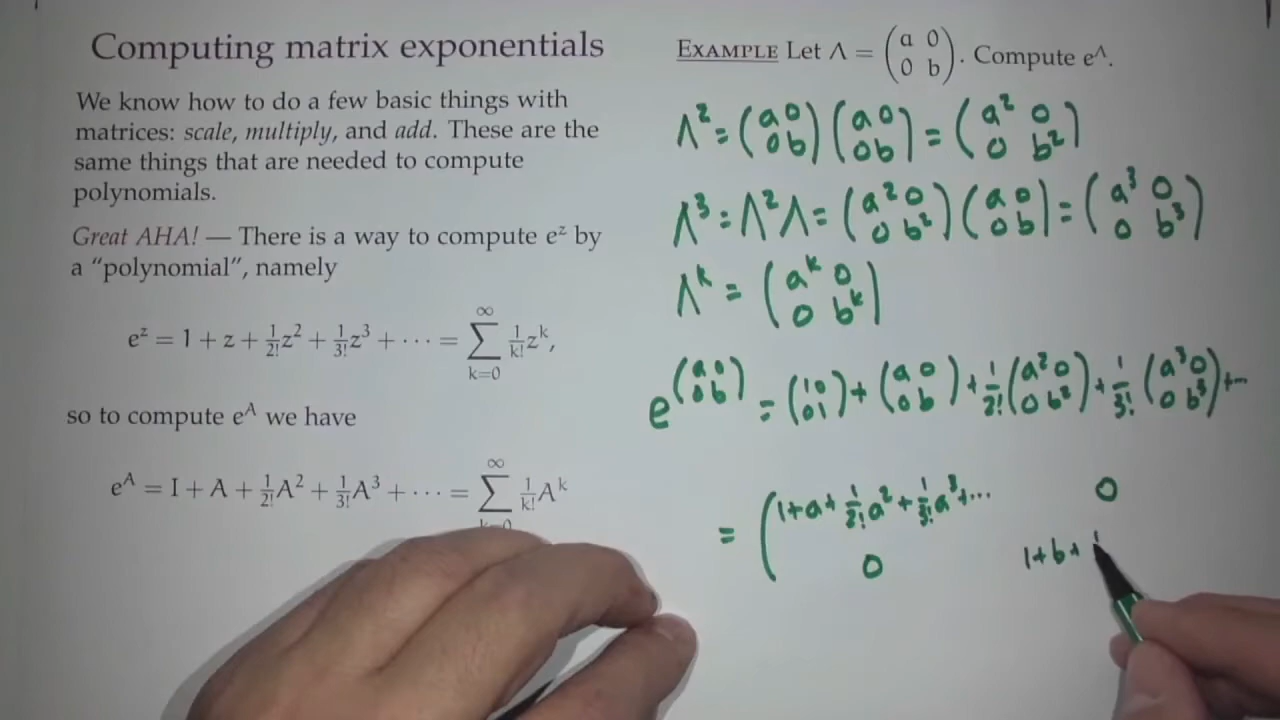 Computing matrix exponentials
We know how to do a few basic things with
matrices: scale, multiply, and add. These are the
same things that are needed to compute
polynomials.
Great AHA! — There is a way to compute e^z by
a “polynomial”, namely
e^z = 1 + z + 1/2! z^2 + 1/3! z^3 + ··· = ∑_{k=0}^{∞} 1/k! z^k,
so to compute e^A we have
e^A = I + A + 1/2! A^2 + 1/3! A^3 + ··· = ∑_{k=0}^{∞} 1/k! A^k
EXAMPLE Let Λ = (a 0; 0 b). Compute e^Λ.
Λ^2 = (a 0; 0 b) (a 0; 0 b) = (a^2 0; 0 b^2)
Λ^3 = Λ^2 Λ = (a^2 0; 0 b^2) (a 0; 0 b) = (a^3 0; 0 b^3)
Λ^k = (a^k 0; 0 b^k)
e^(a 0; 0 b) = (1 0; 0 1) + (a 0; 0 b) + 1/2! (a^2 0; 0 b^2) + 1/3! (a^3 0; 0 b^3) + ···
= (1 + a + 1/2! a^2 + 1/3! a^3 + ··· 0
0 1 + b + 1